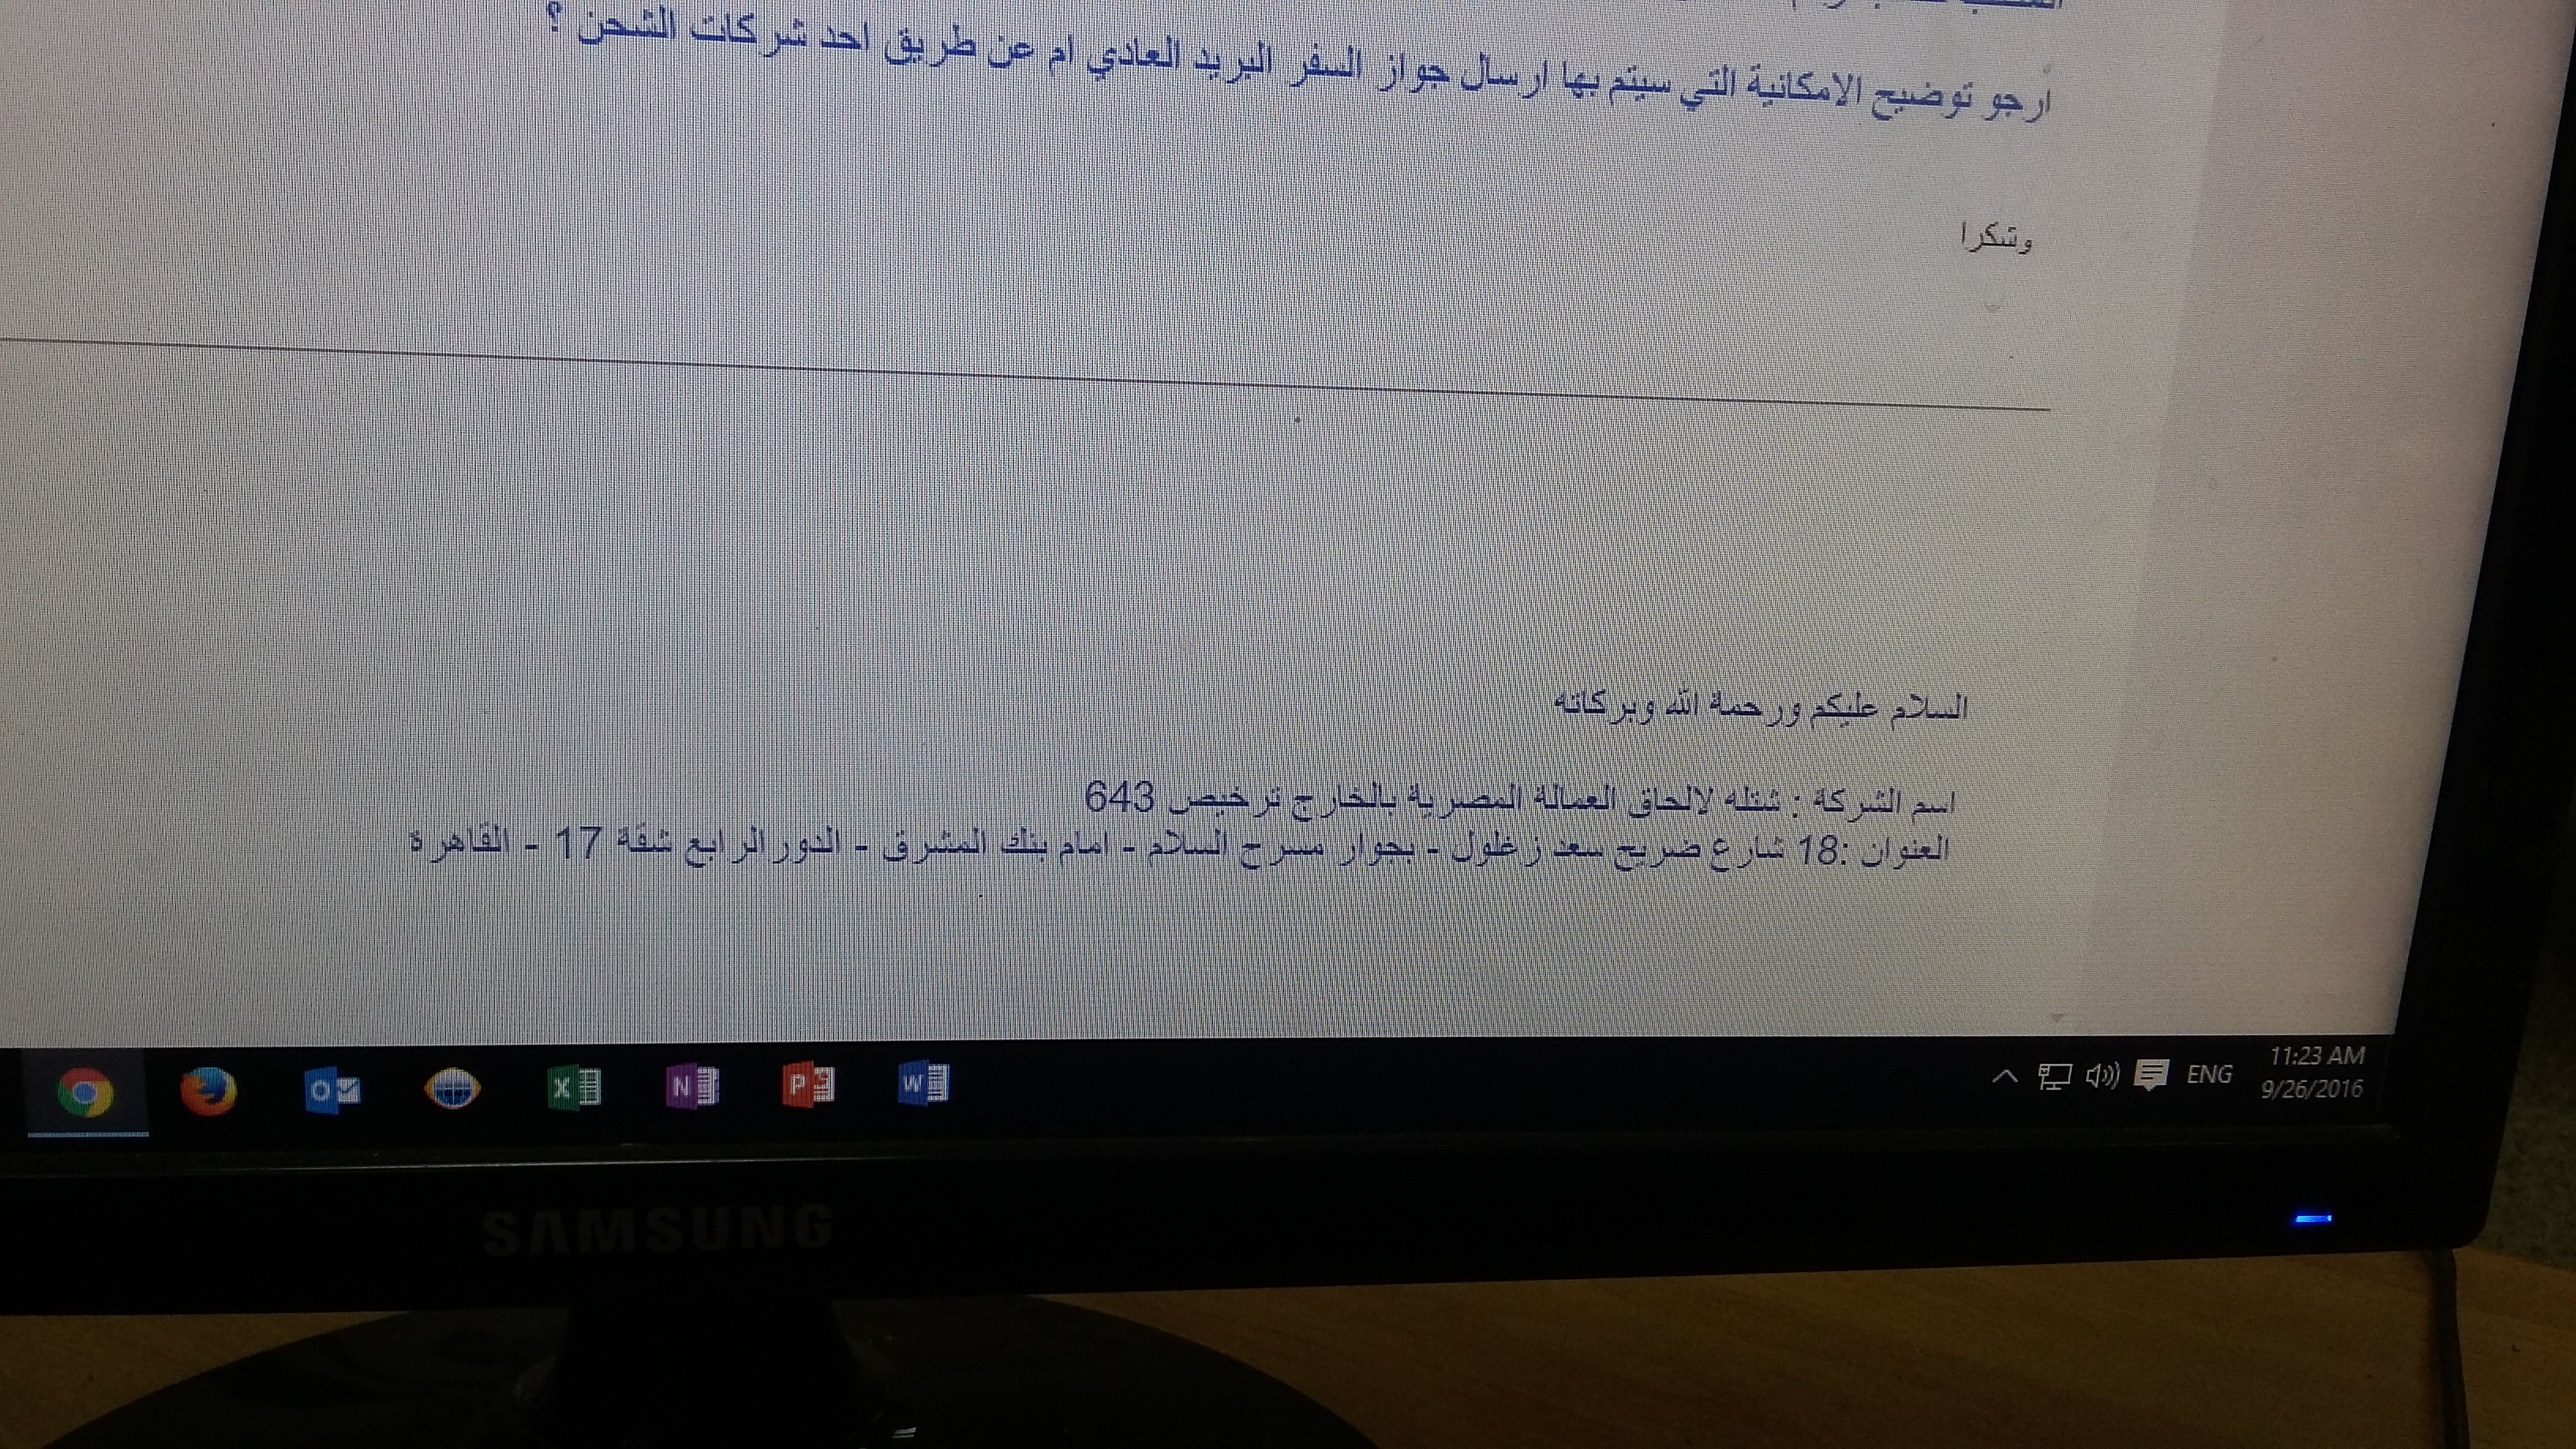 ارجو توضيح الامكانية التي سيتم بها ارسال جواز السفر البريد العادي ام عن طريق احد شركات الشحن ؟
وشكرا
السلام عليكم ورحمة الله وبركاته
اسم الشركة : شتله لالحاق العمالة المصرية بالخارج ترخيص 643
العنوان :18 شارع ضريح سعد زغلول - بجوار مسرح السلام - امام بنك المشرق - الدور الرابع شقة 17 - القاهرة
ENG
11:23 AM
9/26/2016
SAMSUNG